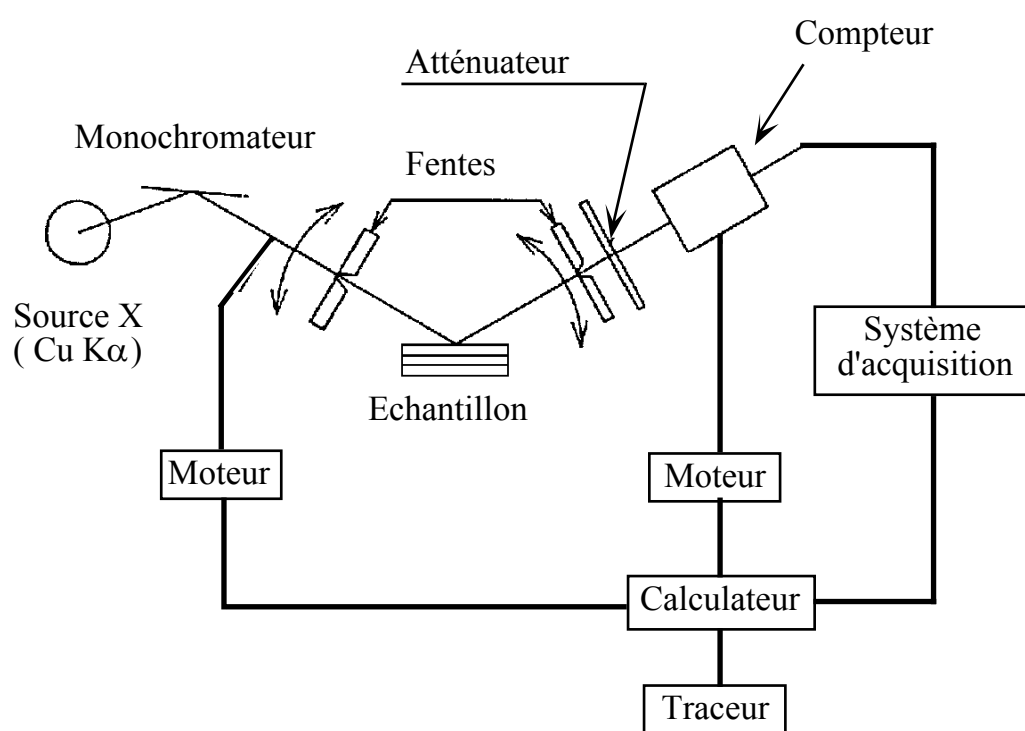 Compteur
Atténuateur
Monochromateur
Fentes
Source X
( Cu Kα)
Echantillon
Système
d'acquisition
Moteur
Moteur
Calculateur
Traceur